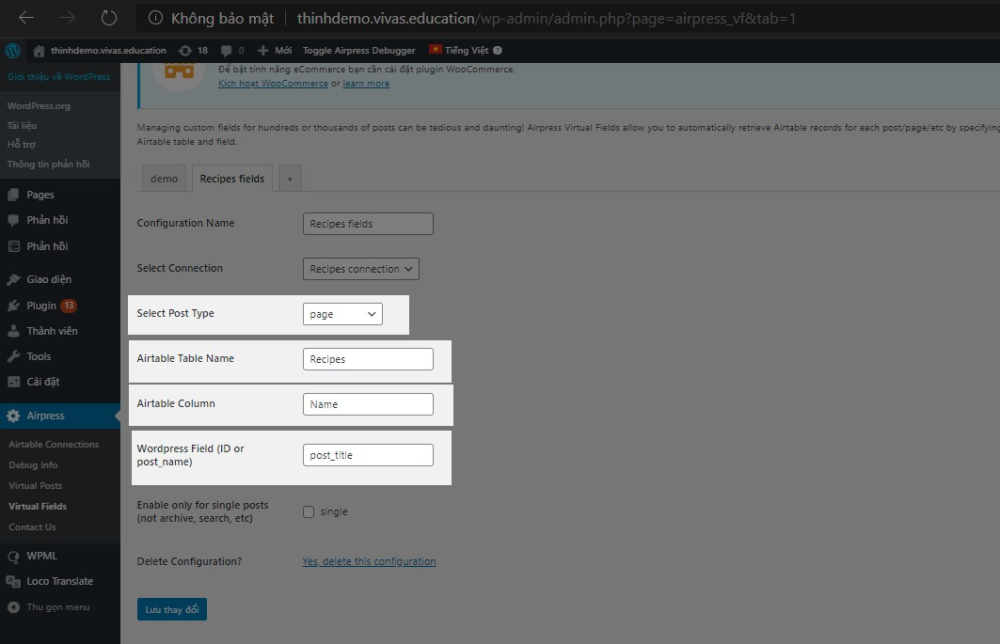 Không bảo mật
thinhdemo.vivas.education/wp-admin/admin.php?page=airpress_vf&tab=1
thinhdemo.vivas.education
18
0
Mới
Toggle Airpress Debugger
Tiếng Việt
Giới thiệu về WordPress
WordPress.org
Tài liệu
Hỗ trợ
Thông tin phản hồi
Pages
Phản hồi
Phản hồi
Giao diện
Plugin 13
Thành viên
Tools
Cài đặt
Airpress
Airtable Connections
Debug Info
Virtual Posts
Virtual Fields
Contact Us
WPML
Loco Translate
Thu gọn menu
Để bật tính năng eCommerce bạn cần cài đặt plugin WooCommerce.
Kích hoạt WooCommerce or learn more
Managing custom fields for hundreds or thousands of posts can be tedious and daunting! Airpress Virtual Fields allow you to automatically retrieve Airtable records for each post/page/etc by specifying
Airtable table and field.
demo
Recipes fields
+
Configuration Name
Recipes fields
Select Connection
Recipes connection
Select Post Type
page
Airtable Table Name
Recipes
Airtable Column
Name
Wordpress Field (ID or
post_name)
post_title
Enable only for single posts
(not archive, search, etc)
single
Delete Configuration?
Yes, delete this configuration
Lưu thay đổi